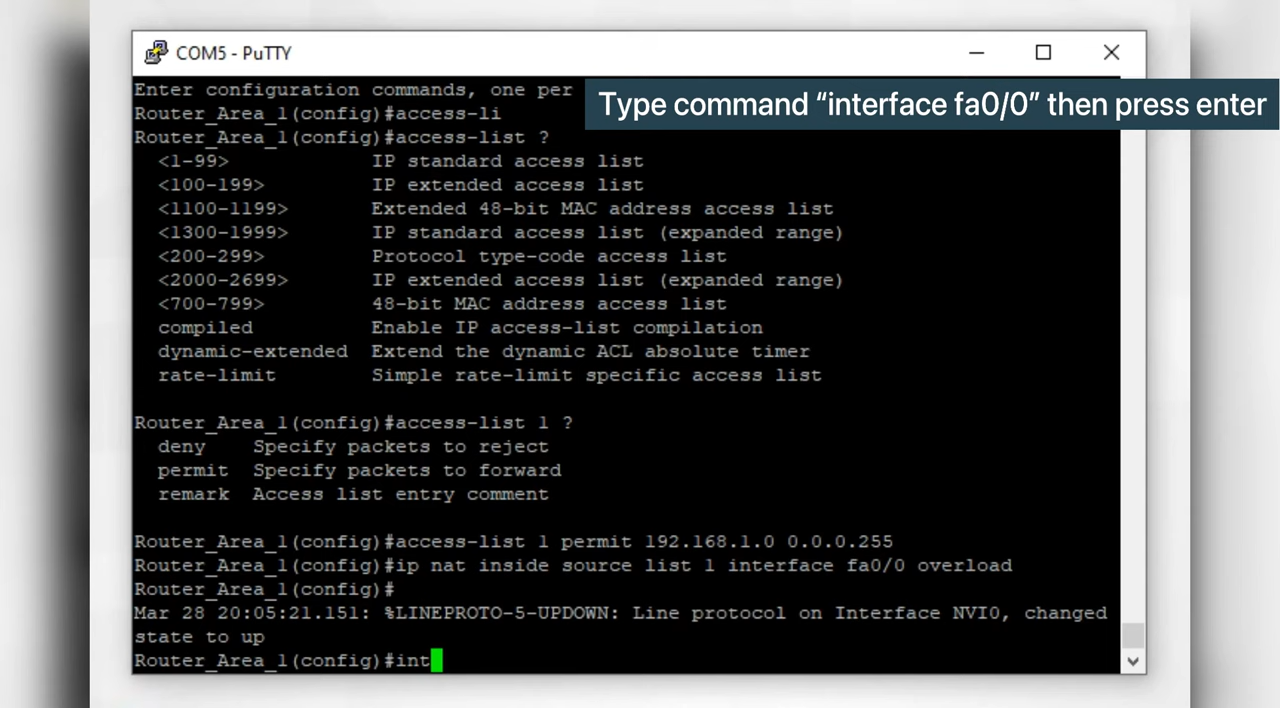 COM5 - PuTTY
Enter configuration commands, one per
Type command “interface fa0/0” then press enter
Router_Area_1(config)#access-li
Router_Area_1(config)#access-list ?
<1-99> IP standard access list
<100-199> IP extended access list
<1100-1199> Extended 48-bit MAC address access list
<1300-1999> IP standard access list (expanded range)
<200-299> Protocol type-code access list
<2000-2699> IP extended access list (expanded range)
<700-799> 48-bit MAC address access list
compiled Enable IP access-list compilation
dynamic-extended Extend the dynamic ACL absolute timer
rate-limit Simple rate-limit specific access list
Router_Area_1(config)#access-list 1 ?
deny Specify packets to reject
permit Specify packets to forward
remark Access list entry comment
Router_Area_1(config)#access-list 1 permit 192.168.1.0 0.0.0.255
Router_Area_1(config)#ip nat inside source list 1 interface fa0/0 overload
Router_Area_1(config)#
Mar 28 20:05:21.151: %LINEPROTO-5-UPDOWN: Line protocol on Interface NVI0, changed
state to up
Router_Area_1(config)#int